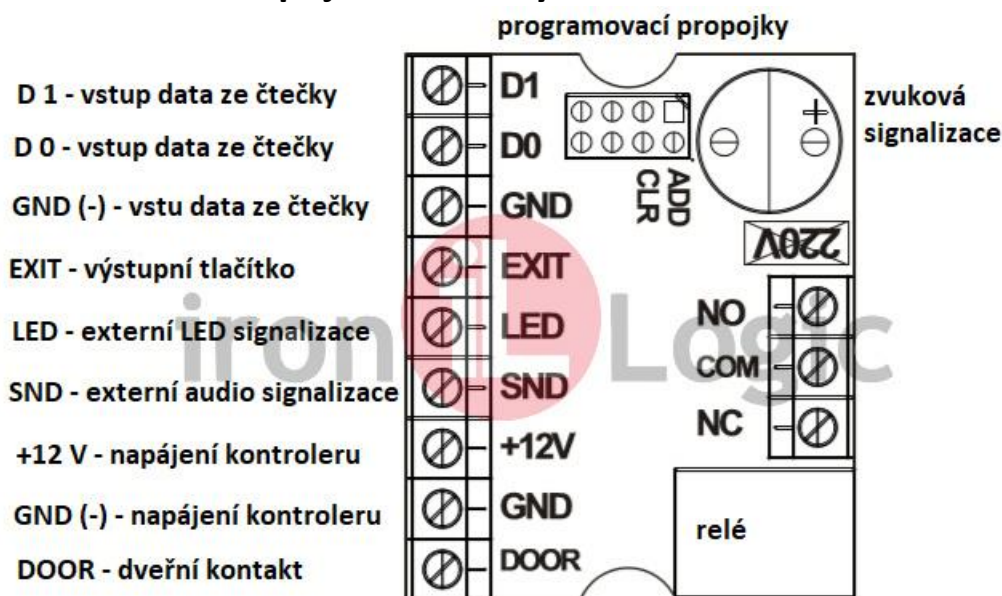 programovací propojky
D 1 - vstup data ze čtečky
D 0 - vstup data ze čtečky
GND (-) - vstu data ze čtečky
EXIT - výstupní tlačítko
LED - externí LED signalizace
SND - externí audio signalizace
+12 V - napájení kontroleru
GND (-) - napájení kontroleru
DOOR - dveřní kontakt
D1
D0
GND
EXIT
LED
SND
+12V
GND
DOOR
ADD
CLR
+
zvuková
signalizace
220V
NO
COM
NC
relé
iron Logic